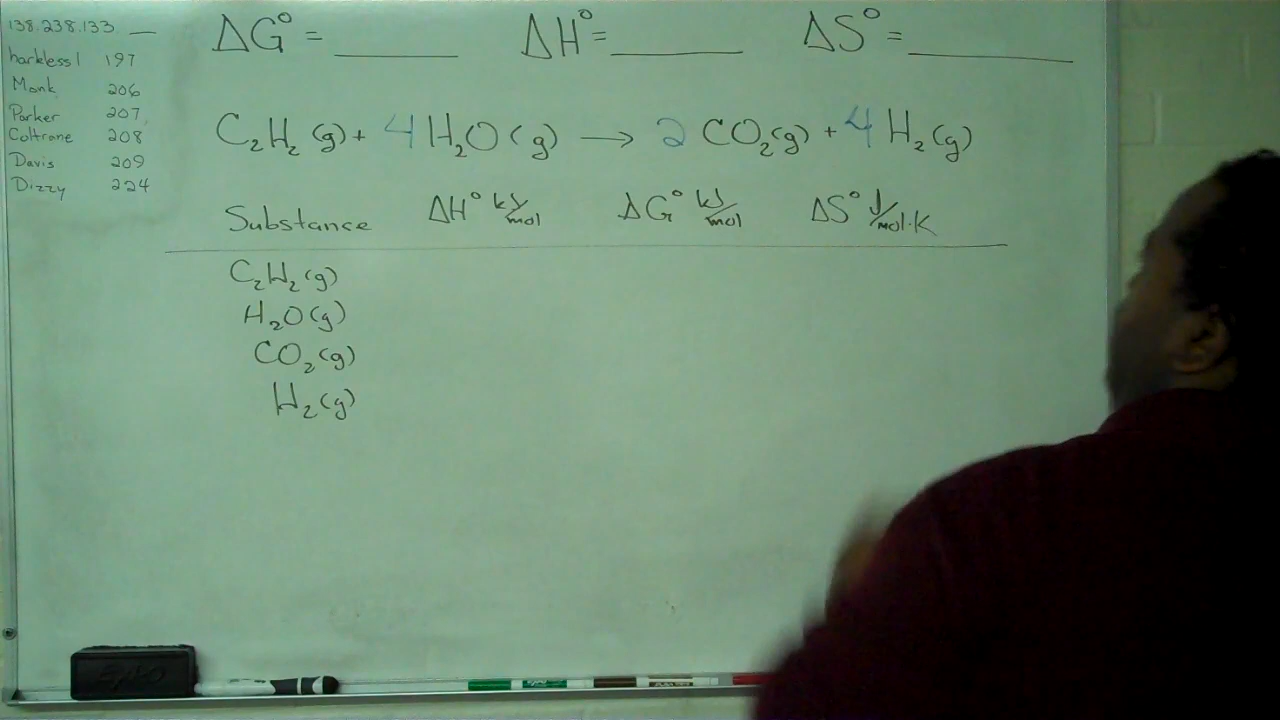 138.238.133 __
harkless1 197
Monk 206
Parker 207
Coltrane 208
Davis 209
Dizzy 224
ΔG° = ______ ΔH° = ______ ΔS° = ______
C₂H₂(g) + 4 H₂O(g) → 2 CO₂(g) + 4 H₂(g)
Substance ΔH° kJ/mol ΔG° kJ/mol ΔS° J/mol·K
C₂H₂(g)
H₂O(g)
CO₂(g)
H₂(g)